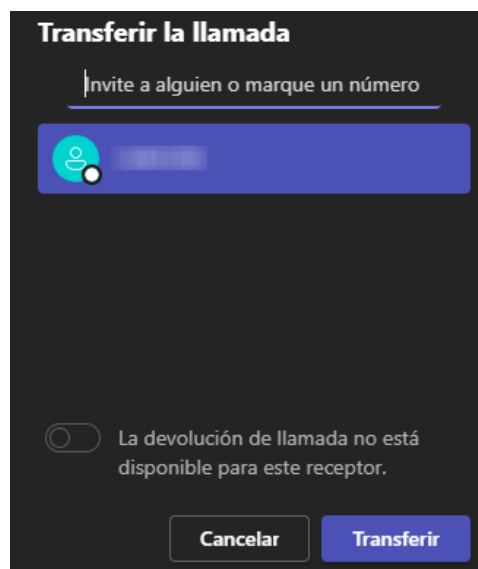 Transferir la llamada
Invite a alguien o marque un número
La devolución de llamada no está
disponible para este receptor.
Cancelar
Transferir